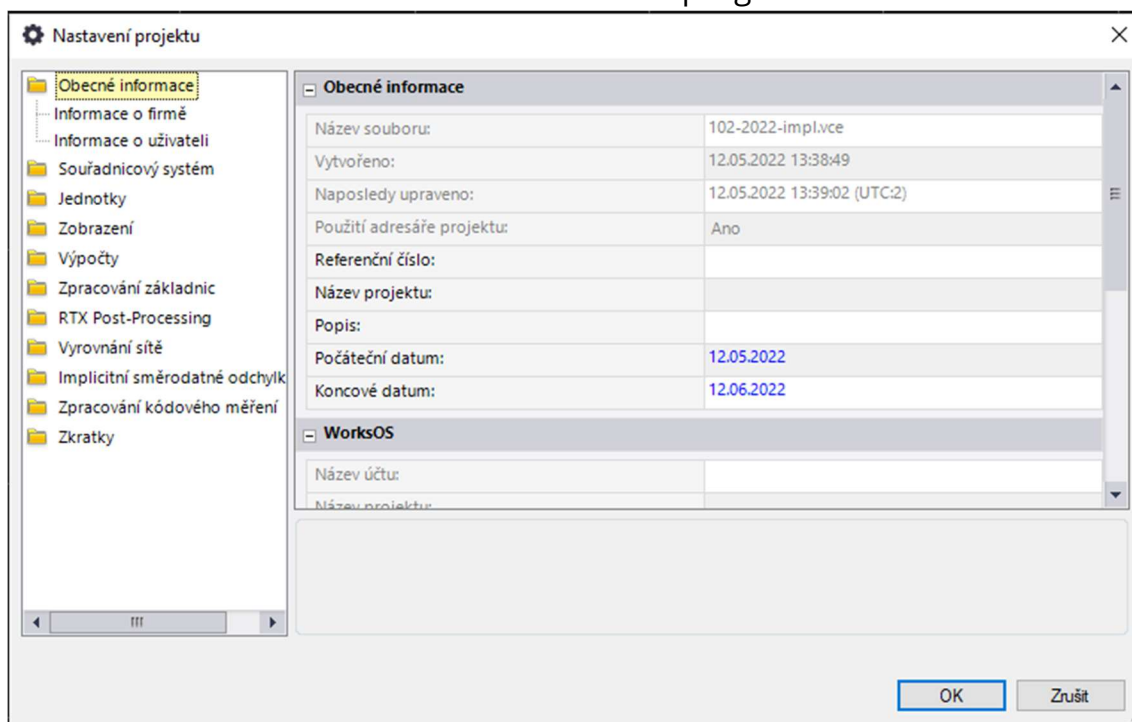 Nastavení projektu
Obecné informace
Informace o firmě
Informace o uživateli
Souřadnicový systém
Jednotky
Zobrazení
Výpočty
Zpracování základnic
RTX Post-Processing
Vyrovnání sítě
Implicitní směrodatné odchylk
Zpracování kódového měření
Zkratky
Obecné informace
Název souboru: 102-2022-impl.vce
Vytvořeno: 12.05.2022 13:38:49
Naposledy upraveno: 12.05.2022 13:39:02 (UTC:2)
Použití adresáře projektu: Ano
Referenční číslo:
Název projektu:
Popis:
Počáteční datum: 12.05.2022
Koncové datum: 12.06.2022
WorksOS
Název účtu:
Název projektu:
OK Zrušit